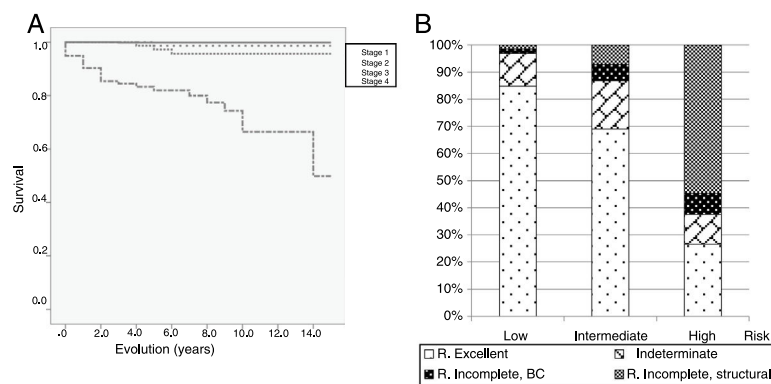 A
1.0
0.8
0.6
0.4
0.2
0.0
Survival
.0 2.0 4.0 6.0 8.0 10.0 12.0 14.0
Evolution (years)
Stage 1
Stage 2
Stage 3
Stage 4
B
100%
90%
80%
70%
60%
50%
40%
30%
20%
10%
0%
Low Intermediate High Risk
R. Excellent Indeterminate
R. Incomplete, BC R. Incomplete, structural